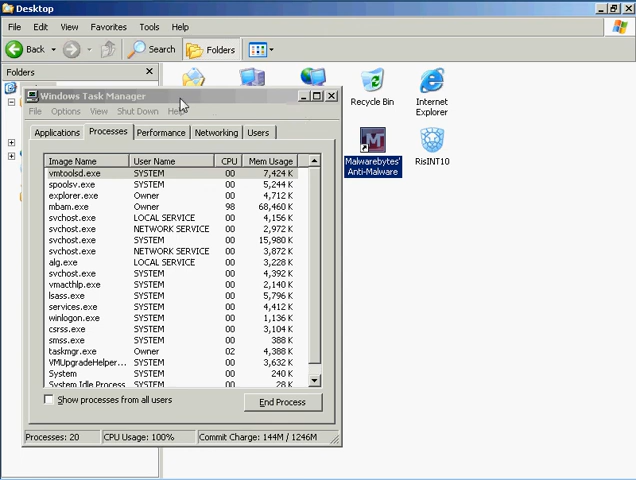 Desktop
File Edit View Favorites Tools Help
Back Search Folders
Folders
Windows Task Manager
File Options View Shut Down Help
Applications Processes Performance Networking Users
Image Name User Name CPU Mem Usage
vmtoolsd.exe SYSTEM 00 7,424 K
spoolsv.exe SYSTEM 00 5,244 K
explorer.exe Owner 00 4,712 K
mbam.exe Owner 98 68,460 K
svchost.exe LOCAL SERVICE 00 4,156 K
svchost.exe NETWORK SERVICE 00 2,972 K
svchost.exe SYSTEM 00 15,980 K
svchost.exe NETWORK SERVICE 00 3,872 K
alg.exe LOCAL SERVICE 00 3,228 K
svchost.exe SYSTEM 00 4,392 K
vmacthlp.exe SYSTEM 00 2,140 K
lsass.exe SYSTEM 00 5,796 K
services.exe SYSTEM 00 4,412 K
winlogon.exe SYSTEM 00 1,136 K
csrss.exe SYSTEM 00 3,104 K
smss.exe SYSTEM 00 388 K
taskmgr.exe Owner 02 4,388 K
VMUpgradeHelper... SYSTEM 00 3,632 K
System SYSTEM 00 240 K
System Idle Process SYSTEM 00 28 K
Show processes from all users
End Process
Processes: 20 CPU Usage: 100% Commit Charge: 144M / 1246M
Recycle Bin
Internet
Explorer
Malwarebytes'
Anti-Malware
RisINT10